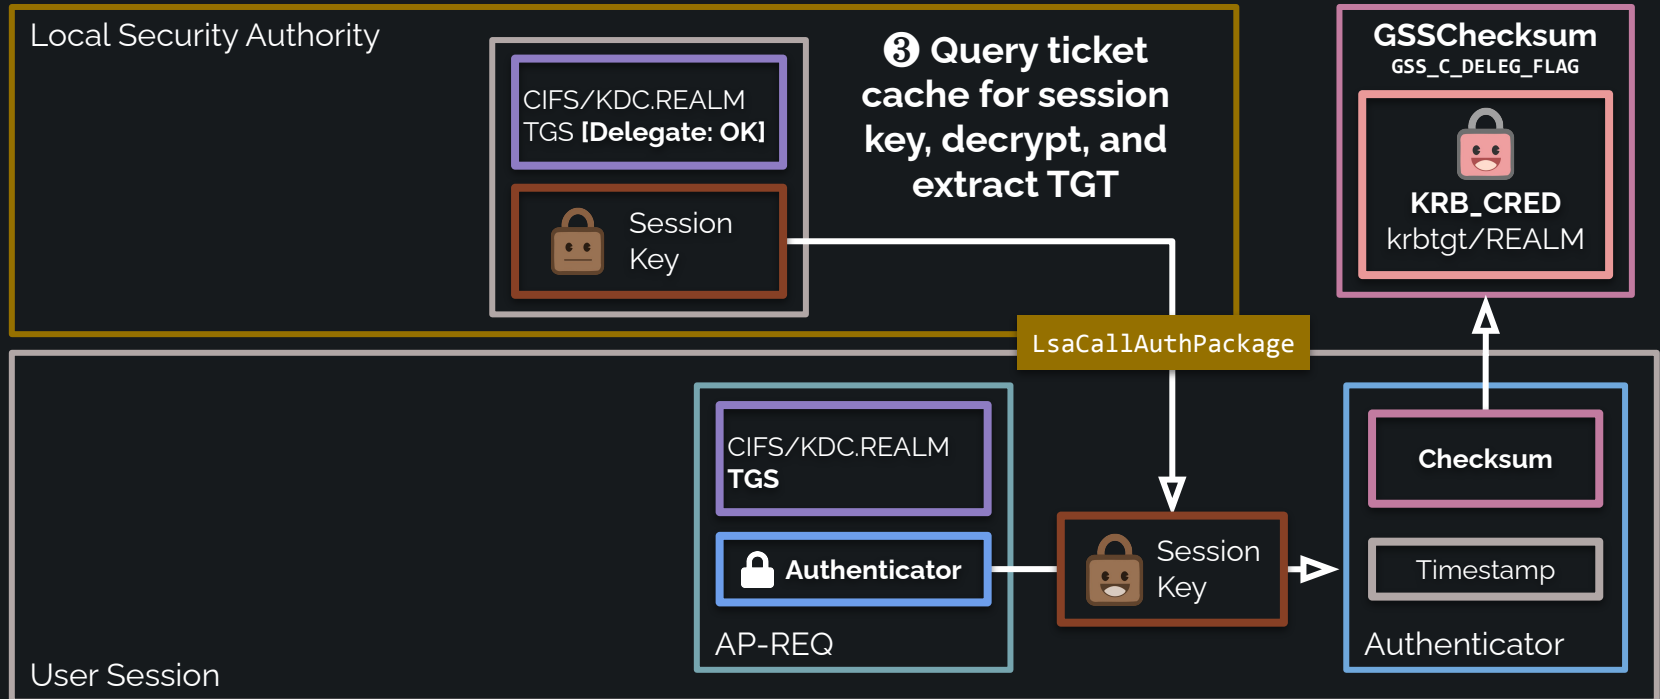 Local Security Authority
CIFS/KDC.REALM
TGS [Delegate: OK]
Session
Key
❸ Query ticket
cache for session
key, decrypt, and
extract TGT
GSSChecksum
GSS_C_DELEG_FLAG
KRB_CRED
krbtgt/REALM
LsaCallAuthPackage
CIFS/KDC.REALM
TGS
Authenticator
AP-REQ
Session
Key
Checksum
Timestamp
Authenticator
User Session